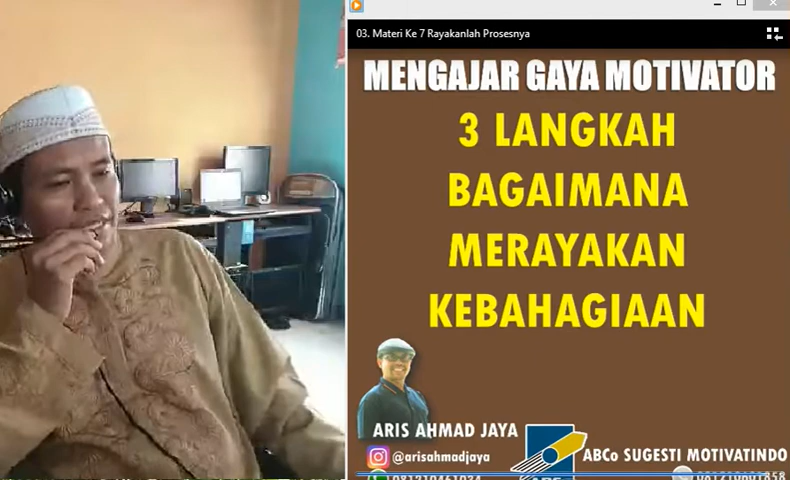 03. Materi Ke 7 Rayakanlah Prosesnya
MENGAJAR GAYA MOTIVATOR
3 LANGKAH
BAGAIMANA
MERAYAKAN
KEBAHAGIAAN
ARIS AHMAD JAYA
@arisahmadjaya
ABCo SUGESTI MOTIVATINDO